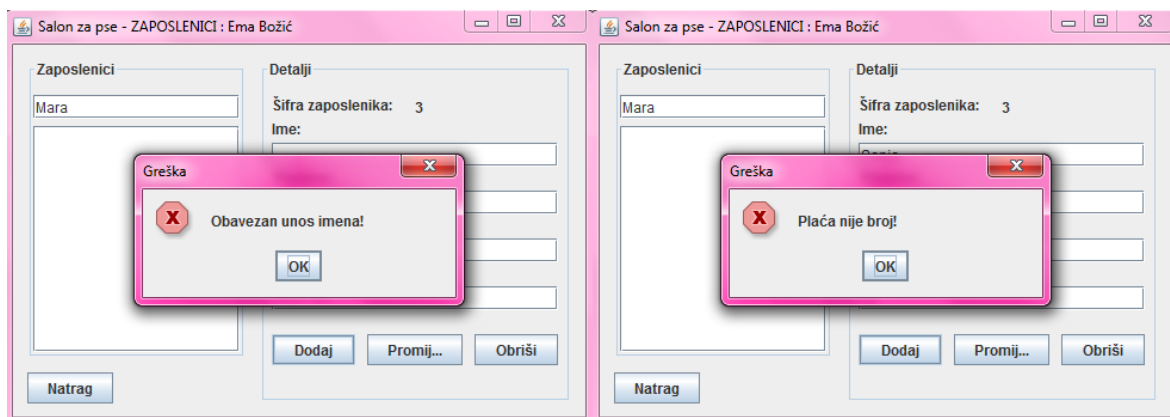 Salon za pse - ZAPOSLENICI : Ema Božić
Zaposlenici
Detalji
Mara
Šifra zaposlenika: 3
Ime:
Greška
Obavezan unos imena!
OK
Dodaj
Promij...
Obriši
Natrag
Salon za pse - ZAPOSLENICI : Ema Božić
Zaposlenici
Detalji
Mara
Šifra zaposlenika: 3
Ime:
Greška
Plaća nije broj!
OK
Dodaj
Promij...
Obriši
Natrag